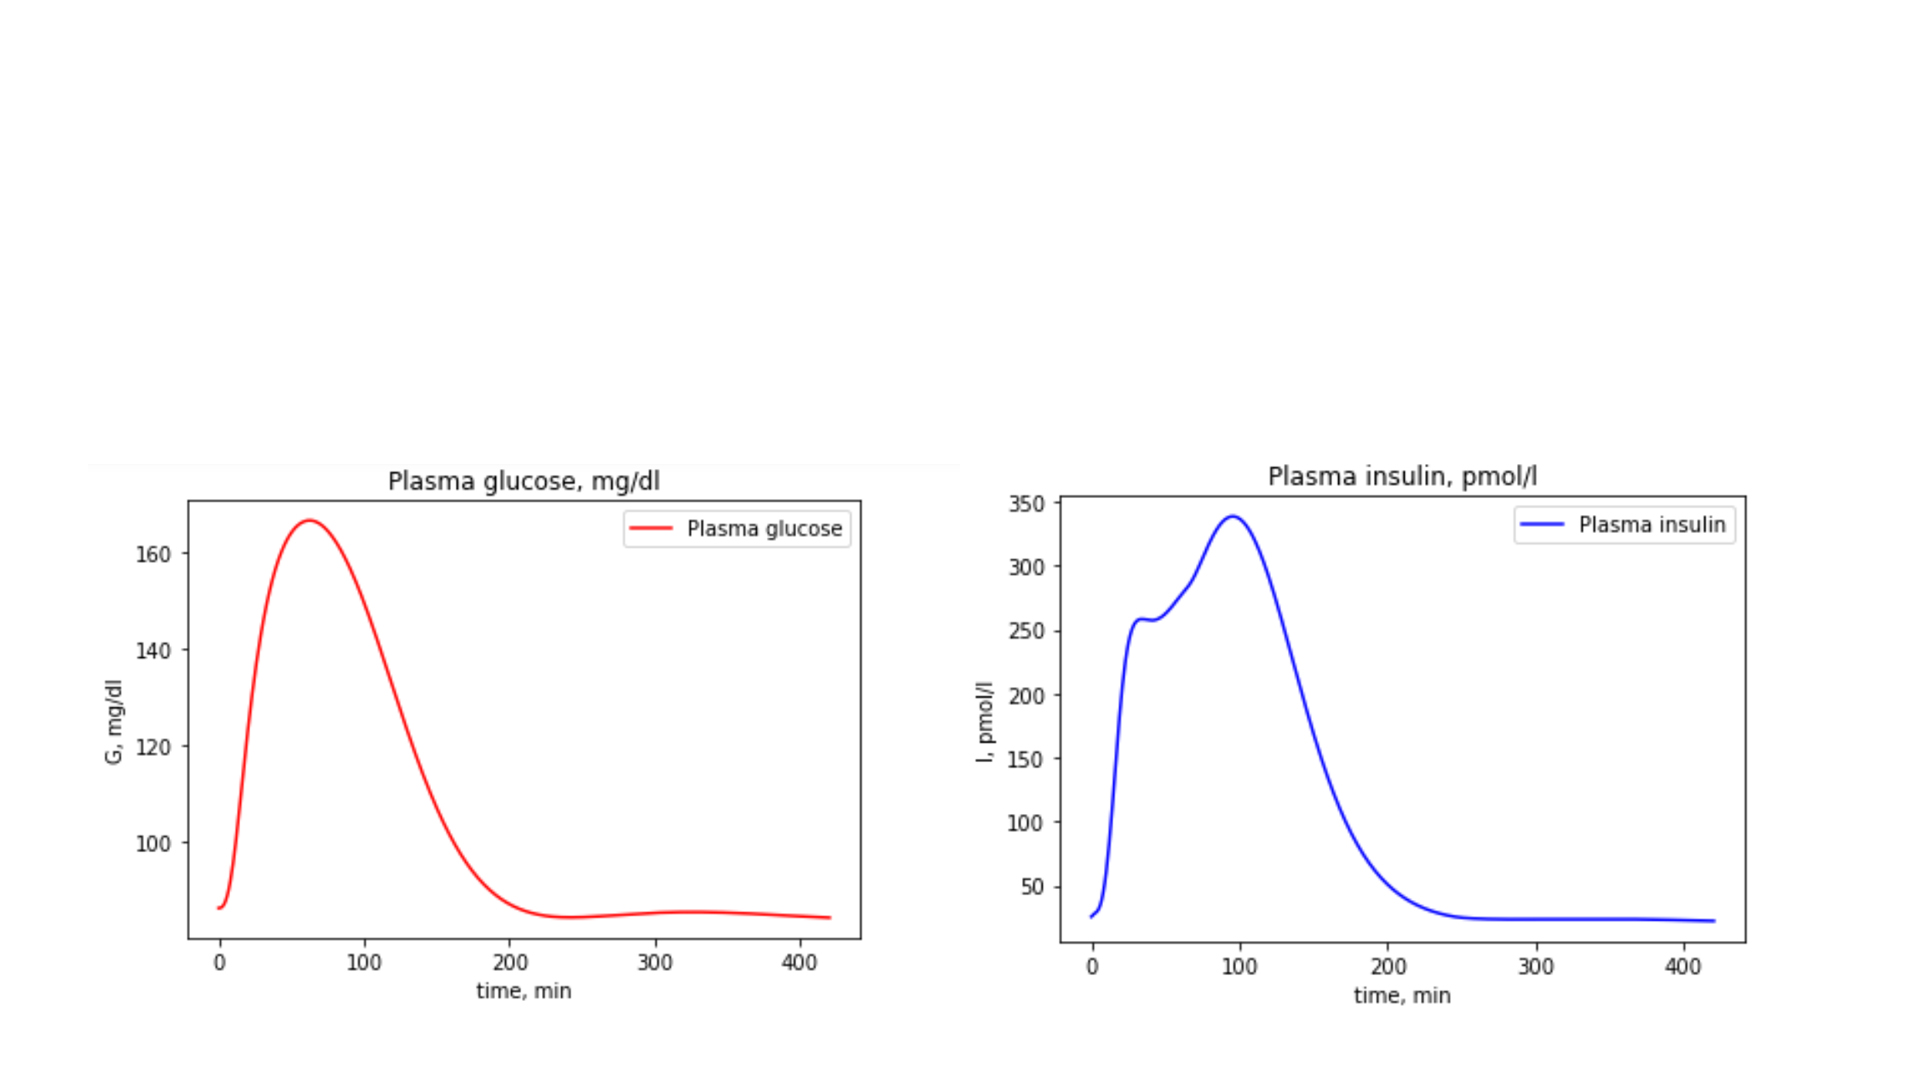 Plasma glucose, mg/dl
Plasma glucose
160
140
120
100
G, mg/dl
0 100 200 300 400
time, min
Plasma insulin, pmol/l
Plasma insulin
350
300
250
200
150
100
50
I, pmol/l
0 100 200 300 400
time, min